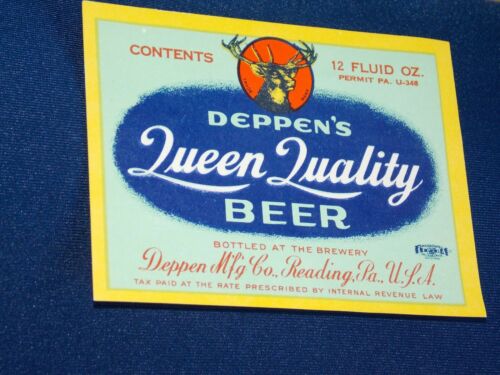 CONTENTS
12 FLUID OZ.
PERMIT PA. U-348
DEPPEN'S
Queen Quality
BEER
BOTTLED AT THE BREWERY
Deppen Mf'g Co., Reading, Pa., U.S.A.
TAX PAID AT THE RATE PRESCRIBED BY INTERNAL REVENUE LAW